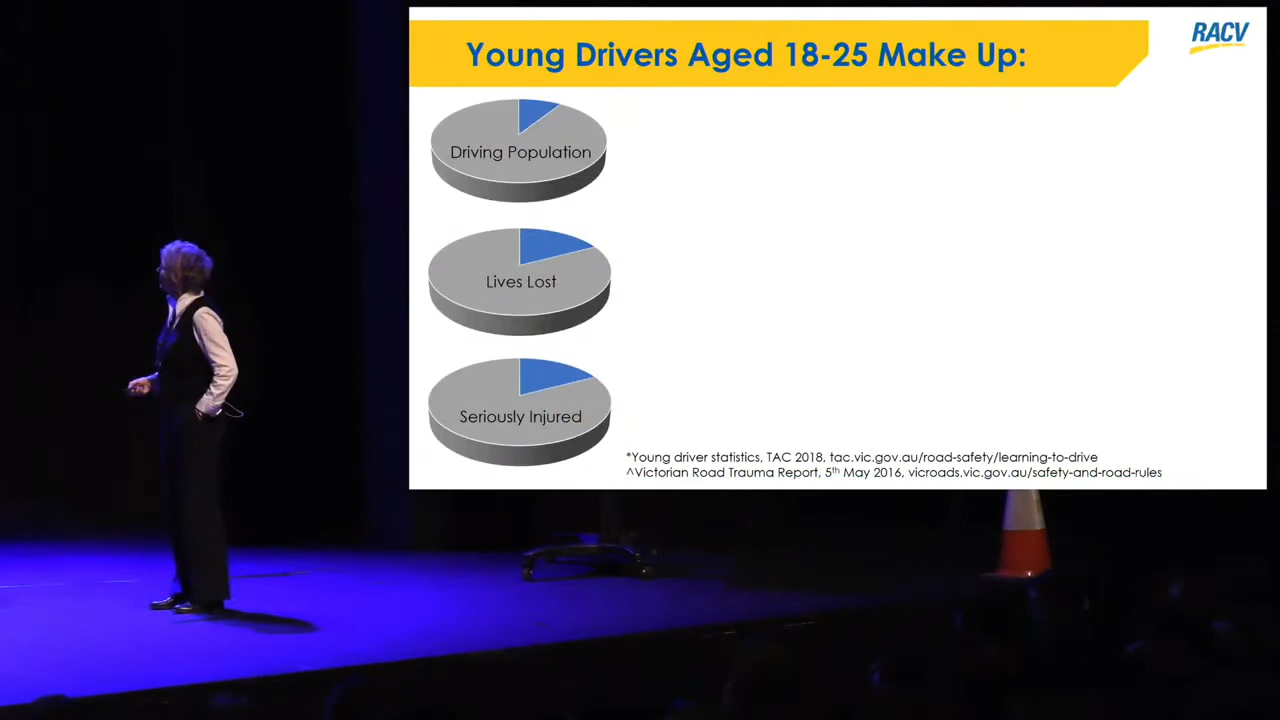 RACV
Young Drivers Aged 18-25 Make Up:
Driving Population
Lives Lost
Seriously Injured
*Young driver statistics, TAC 2018, tac.vic.gov.au/road-safety/learning-to-drive
^Victorian Road Trauma Report, 5th May 2016, vicroads.vic.gov.au/safety-and-road-rules